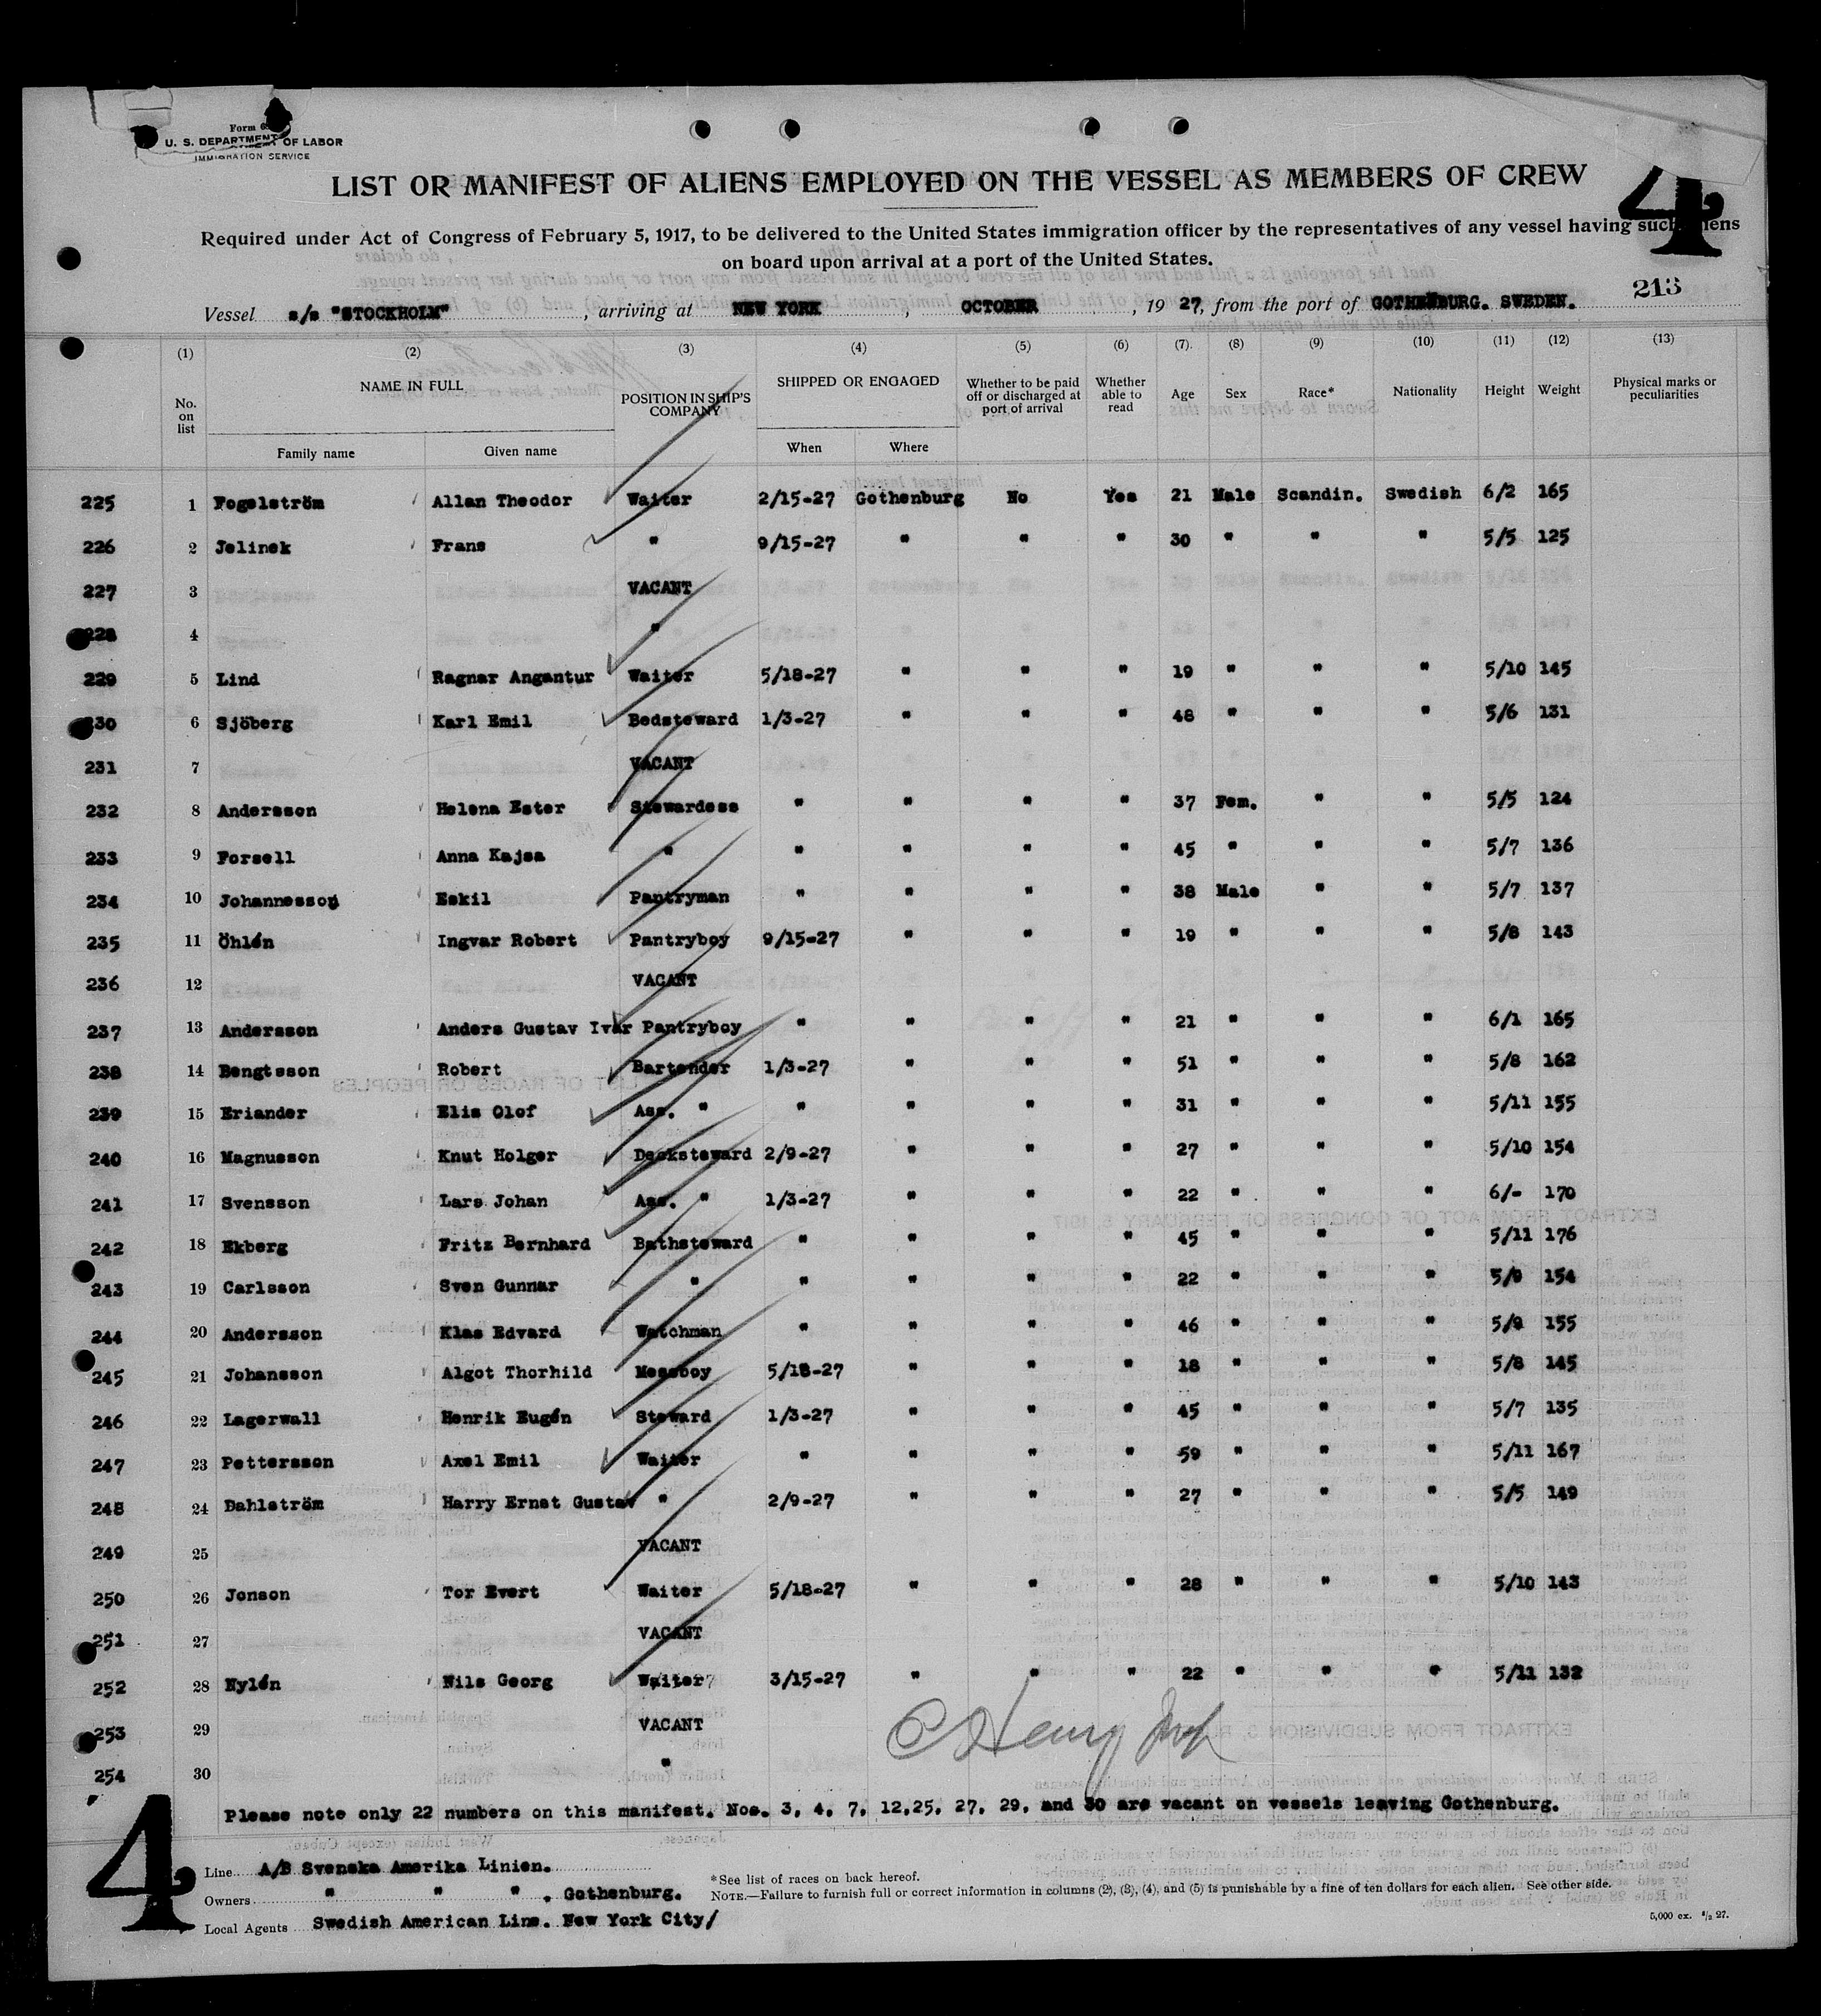 Form
U. S. DEPARTMENT OF LABOR
IMMIGRATION SERVICE
LIST OR MANIFEST OF ALIENS EMPLOYED ON THE VESSEL AS MEMBERS OF CREW
4
Required under Act of Congress of February 5, 1917, to be delivered to the United States immigration officer by the representatives of any vessel having such aliens
on board upon arrival at a port of the United States.
213
Vessel s/s "STOCKHOLM", arriving at NEW YORK, OCTOBER, 1927, from the port of GOTHENBURG. SWEDEN.
(1) (2) (3) (4) (5) (6) (7). (8) (9) (10) (11) (12) (13)
No. on list NAME IN FULL POSITION IN SHIP'S COMPANY SHIPPED OR ENGAGED Whether to be paid off or discharged at port of arrival Whether able to read Age Sex Race* Nationality Height Weight Physical marks or peculiarities
Family name Given name When Where
225 1 Fogelström Allan Theodor Waiter 2/15-27 Gothenburg No Yes 21 Male Scandin. Swedish 6/2 165
226 2 Jelinek Frans " 9/15-27 " " " 30 " " " 5/5 125
227 3 VACANT
228 4 "
229 5 Lind Ragnar Angantur Waiter 5/18-27 " " " 19 " " " 5/10 145
230 6 Sjöberg Karl Emil Bedsteward 1/3-27 " " " 48 " " " 5/6 131
231 7 VACANT
232 8 Andersson Helena Ester Stewardess " " " " 37 Fem. " " 5/5 124
233 9 Forsell Anna Kajsa " " " " " 45 " " " 5/7 136
234 10 Johannesson Eskil Pantryman " " " " 38 Male " " 5/7 137
235 11 Öhlén Ingvar Robert Pantryboy 9/15-27 " " " 19 " " " 5/8 143
236 12 VACANT
237 13 Andersson Anders Gustav Ivar Pantryboy " " " " 21 " " " 6/1 165
238 14 Bengtsson Robert Bartender 1/3-27 " " " 51 " " " 5/8 162
239 15 Eriander Elis Olof Ass. " " " " " 31 " " " 5/11 155
240 16 Magnusson Knut Holger Decksteward 2/9-27 " " " 27 " " " 5/10 154
241 17 Svensson Lars Johan Ass. " 1/3-27 " " " 22 " " " 6/- 170
242 18 Ekberg Fritz Bernhard Bathsteward " " " " 45 " " " 5/11 176
243 19 Carlsson Sven Gunnar " " " " " 22 " " " 5/9 154
244 20 Andersson Klas Edvard Watchman " " " " 46 " " " 5/9 155
245 21 Johansson Algot Thorhild Messboy 5/18-27 " " " 18 " " " 5/8 145
246 22 Lagerwall Henrik Eugén Steward 1/3-27 " " " 45 " " " 5/7 135
247 23 Pettersson Axel Emil Waiter " " " " 59 " " " 5/11 167
248 24 Dahlström Harry Ernst Gustav " 2/9-27 " " " 27 " " " 5/5 149
249 25 VACANT
250 26 Jonson Tor Evert Waiter 5/18-27 " " " 28 " " " 5/10 143
251 27 VACANT
252 28 Nylén Nils Georg Waiter 3/15-27 " " " 22 " " " 5/11 132
253 29 VACANT
254 30 "
Please note only 22 numbers on this manifest. Nos. 3, 4, 7, 12,25, 27, 29, and 30 are vacant on vessels leaving Gothenburg.
4
Line A/B Svenska Amerika Linien.
Owners " " " . Gothenburg.
Local Agents Swedish American Line. New York City/
*See list of races on back hereof.
NOTE.—Failure to furnish full or correct information in columns (2), (3), (4), and (5) is punishable by a fine of ten dollars for each alien. See other side.
5,000 ex. 27.